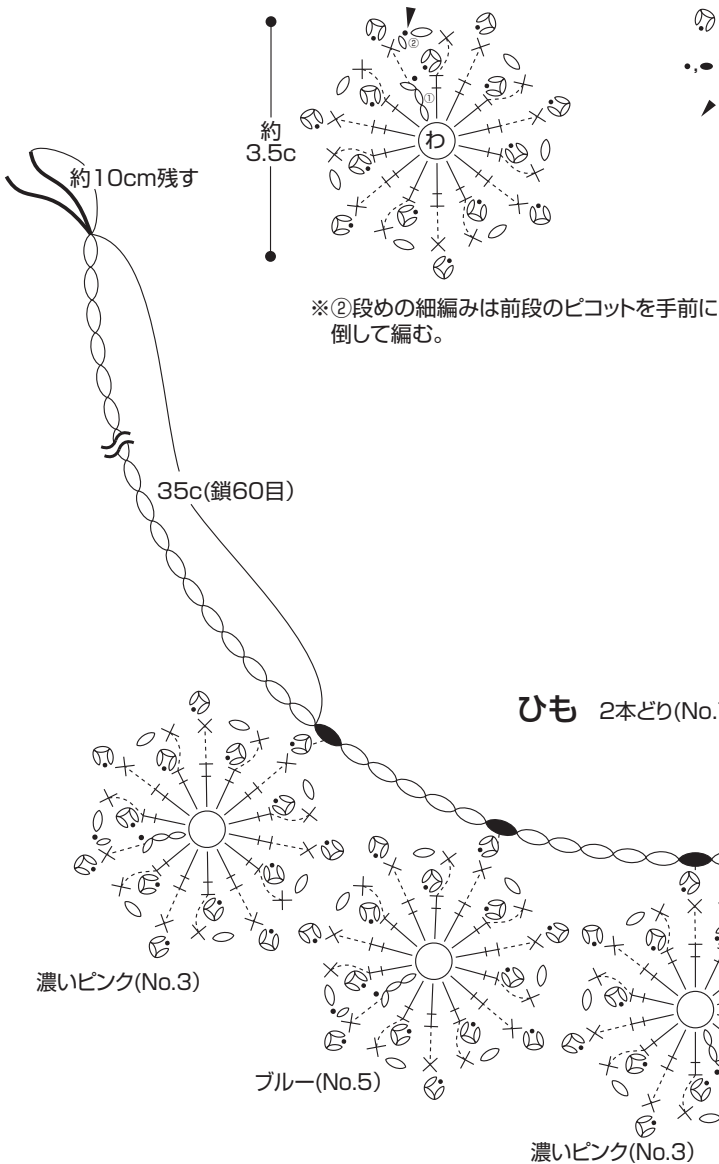 約
3.5c
②
①
わ
約10cm残す
※②段めの細編みは前段のピコットを手前に
倒して編む。
35c(鎖60目)
ひも 2本どり(No.
濃いピンク(No.3)
ブルー(No.5)
濃いピンク(No.3)